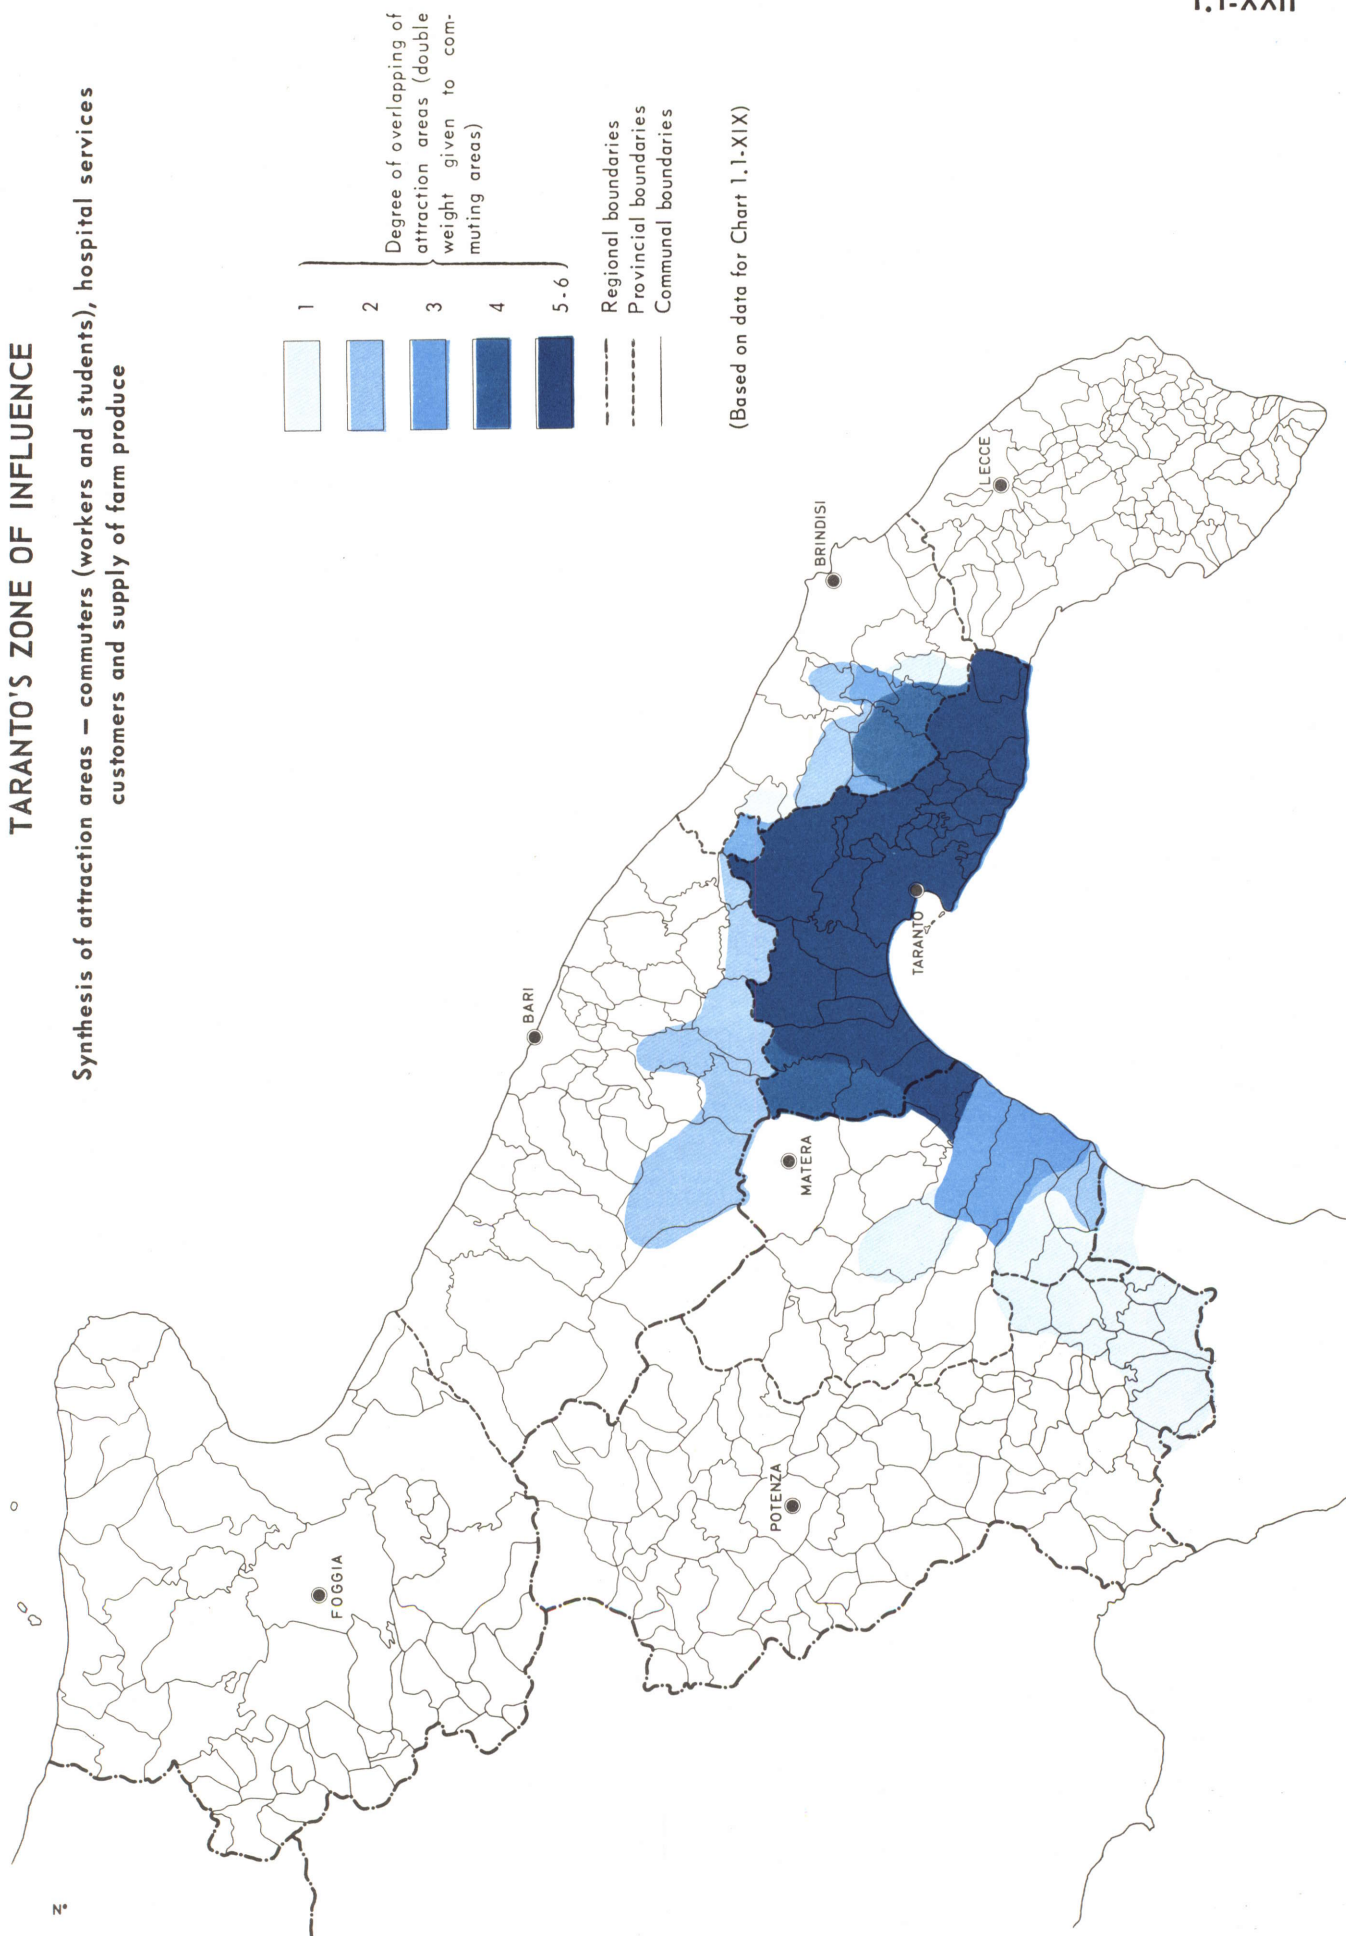 1.1-XXII
TARANTO'S ZONE OF INFLUENCE
Synthesis of attraction areas – commuters (workers and students), hospital services
customers and supply of farm produce
1
2
3
4
5-6
Degree of overlapping of
attraction areas (double
weight given to com-
muting areas)
Regional boundaries
Provincial boundaries
Communal boundaries
(Based on data for Chart 1.1-XIX)
FOGGIA
BARI
BRINDISI
LECCE
TARANTO
MATERA
POTENZA
N°